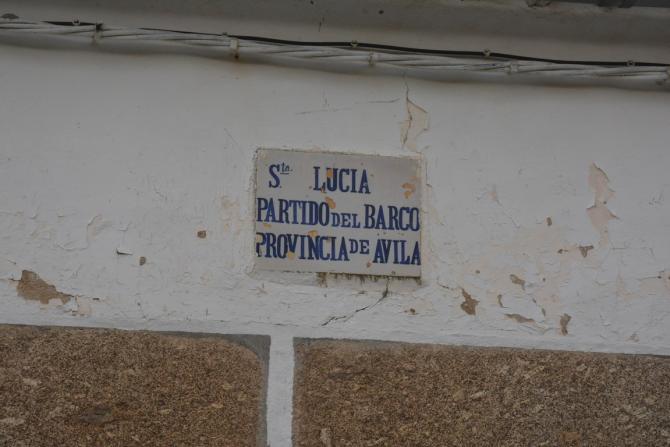 Sta. LUCIA
PARTIDO DEL BARCO
PROVINCIA DE AVILA